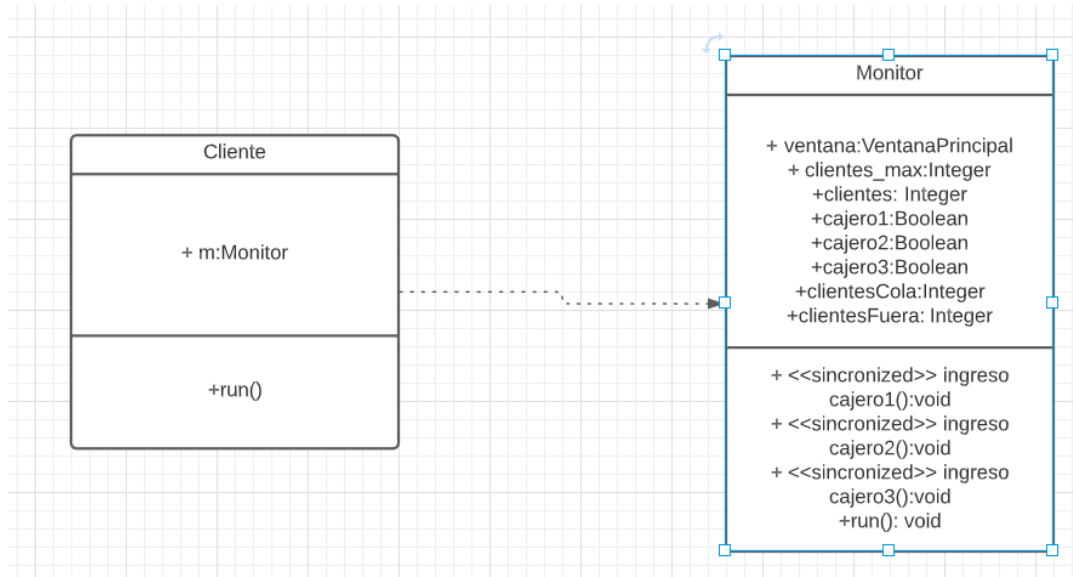 Cliente
+ m:Monitor
+run()
Monitor
+ ventana:VentanaPrincipal
+ clientes_max:Integer
+clientes: Integer
+cajero1:Boolean
+cajero2:Boolean
+cajero3:Boolean
+clientesCola:Integer
+clientesFuera: Integer
+ <<sincronized>> ingreso
cajero1():void
+ <<sincronized>> ingreso
cajero2():void
+ <<sincronized>> ingreso
cajero3():void
+run(): void